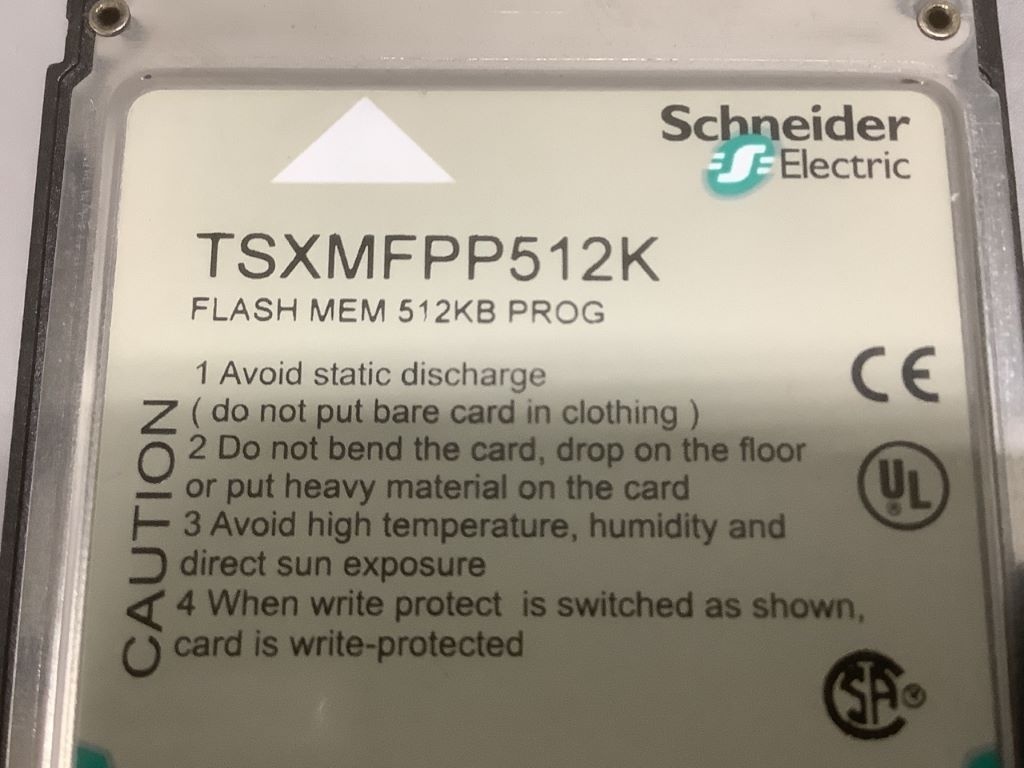 Schneider
Electric
TSXMFPP512K
FLASH MEM 512KB PROG
CAUTION
1 Avoid static discharge
( do not put bare card in clothing )
2 Do not bend the card, drop on the floor
or put heavy material on the card
3 Avoid high temperature, humidity and
direct sun exposure
4 When write protect is switched as shown,
card is write-protected
CE
UL
®
CSA